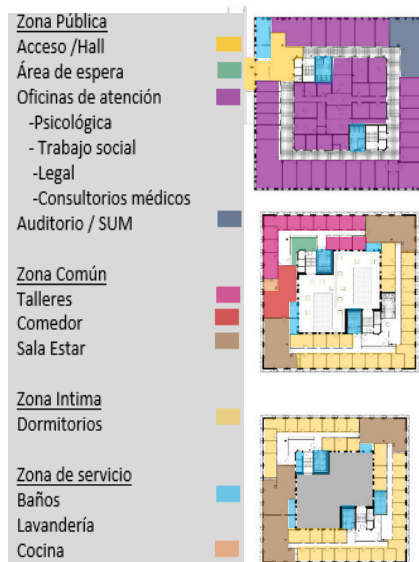 Zona Pública
Acceso /Hall
Área de espera
Oficinas de atención
-Psicológica
- Trabajo social
-Legal
-Consultorios médicos
Auditorio / SUM
Zona Común
Talleres
Comedor
Sala Estar
Zona Intima
Dormitorios
Zona de servicio
Baños
Lavandería
Cocina